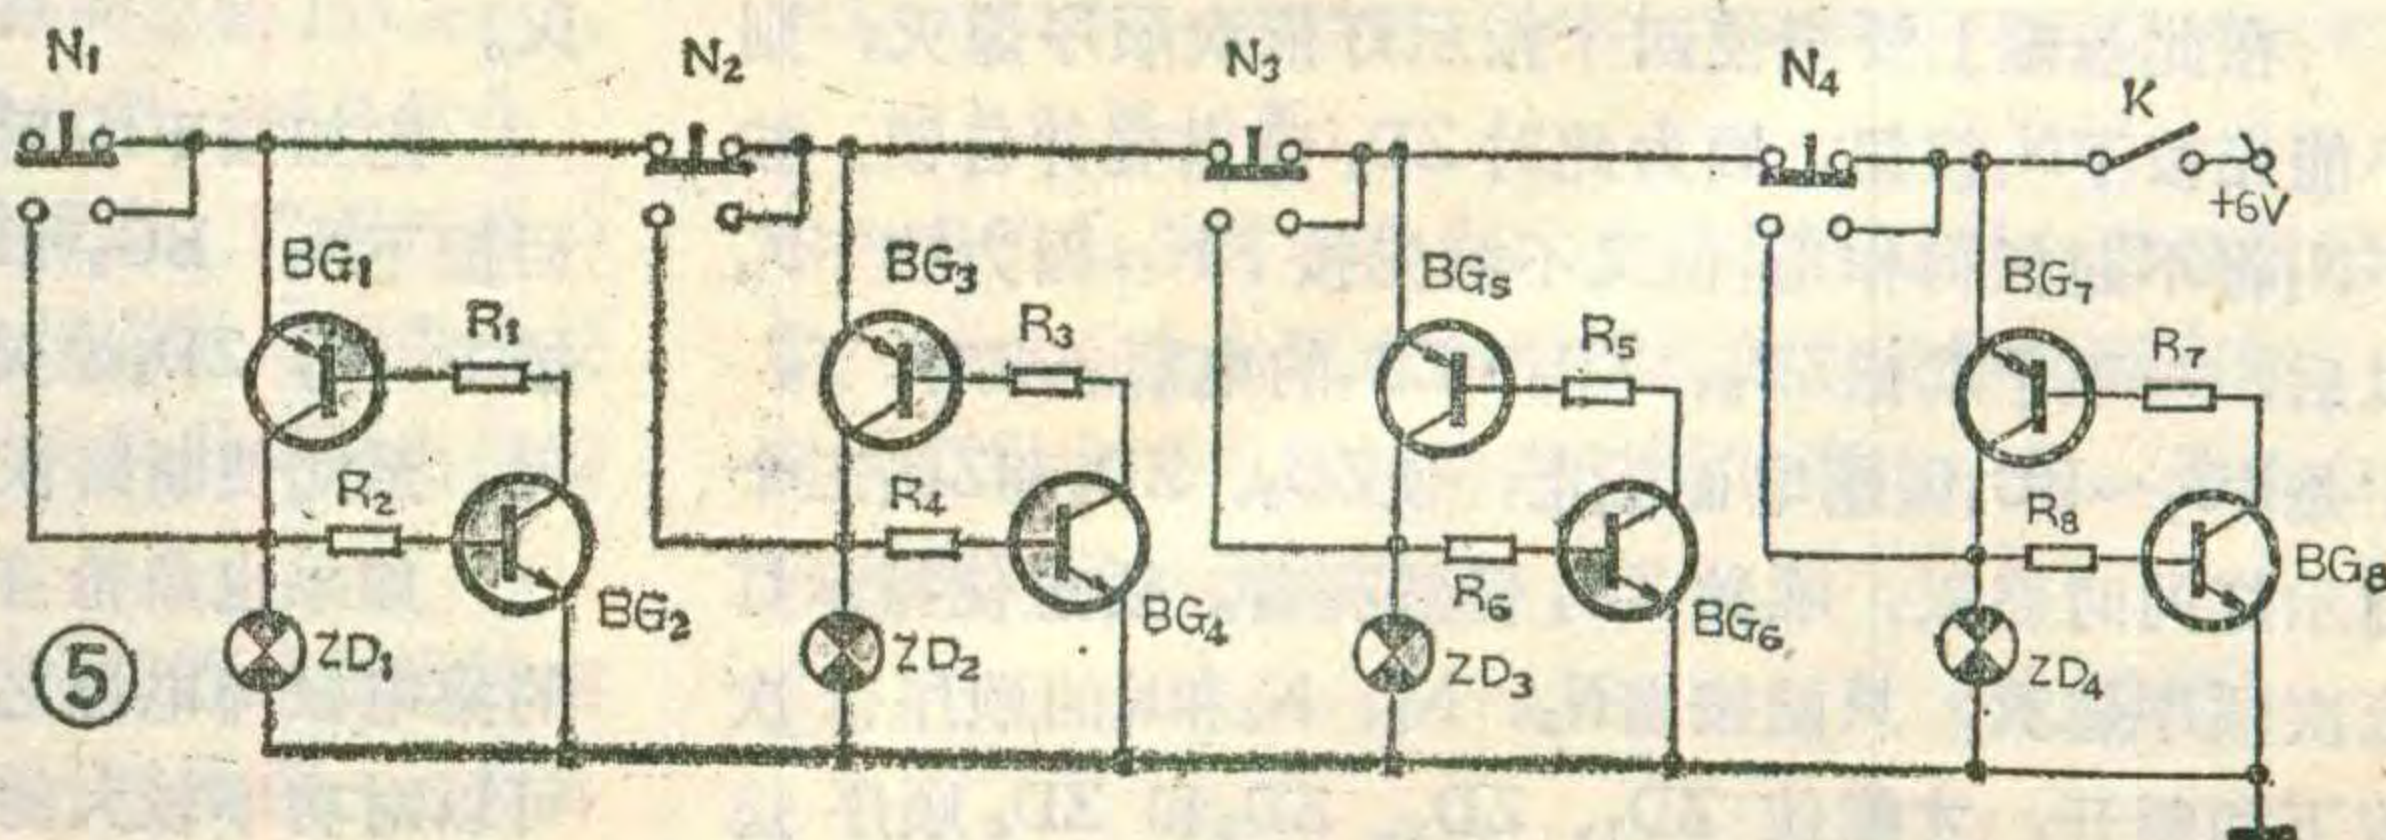 N₁ N₂ N₃ N₄ K
+6V
BG₁ R₁ BG₃ R₃ BG₅ R₅ BG₇ R₇
R₂ R₄ R₆ R₈
BG₂ BG₄ BG₆ BG₈
⑤ ZD₁ ZD₂ ZD₃ ZD₄